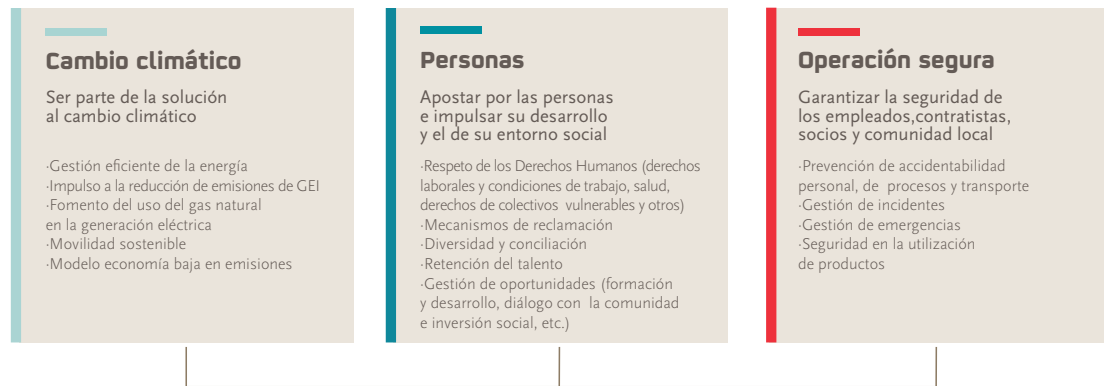 Cambio climático
Ser parte de la solución
al cambio climático
·Gestión eficiente de la energía
·Impulso a la reducción de emisiones de GEI
·Fomento del uso del gas natural
en la generación eléctrica
·Movilidad sostenible
·Modelo economía baja en emisiones
Personas
Apostar por las personas
e impulsar su desarrollo
y el de su entorno social
·Respeto de los Derechos Humanos (derechos
laborales y condiciones de trabajo, salud,
derechos de colectivos vulnerables y otros)
·Mecanismos de reclamación
·Diversidad y conciliación
·Retención del talento
·Gestión de oportunidades (formación
y desarrollo, diálogo con la comunidad
e inversión social, etc.)
Operación segura
Garantizar la seguridad de
los empleados,contratistas,
socios y comunidad local
·Prevención de accidentabilidad
personal, de procesos y transporte
·Gestión de incidentes
·Gestión de emergencias
·Seguridad en la utilización
de productos